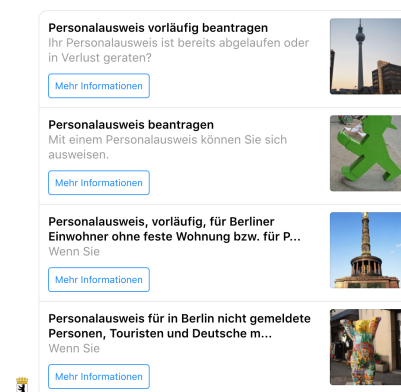 Personalausweis vorläufig beantragen
Ihr Personalausweis ist bereits abgelaufen oder
in Verlust geraten?
Mehr Informationen
Personalausweis beantragen
Mit einem Personalausweis können Sie sich
ausweisen.
Mehr Informationen
Personalausweis, vorläufig, für Berliner
Einwohner ohne feste Wohnung bzw. für P...
Wenn Sie
Mehr Informationen
Personalausweis für in Berlin nicht gemeldete
Personen, Touristen und Deutsche m...
Wenn Sie
Mehr Informationen